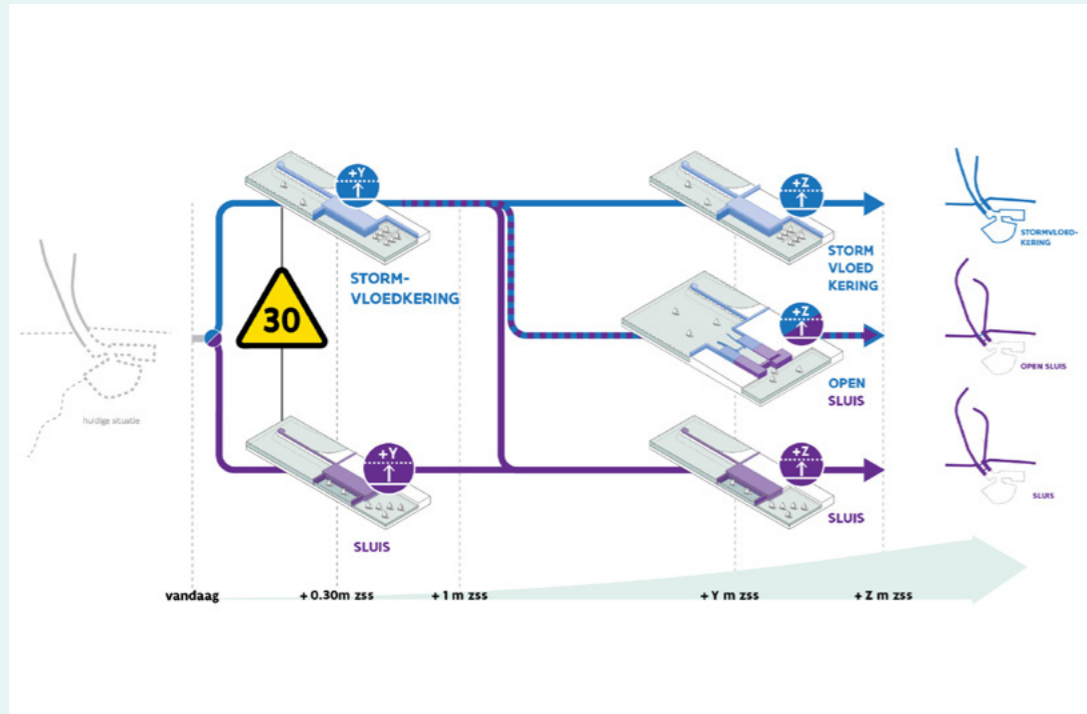 huidige situatie
+Y
STORM-
VLOEDKERING
30
+Y
SLUIS
+Z
STORM
VLOED
KERING
+Z
OPEN
SLUIS
+Z
SLUIS
STORMVLOED-
KERING
OPEN SLUIS
SLUIS
vandaag
+ 0.30m zss
+ 1 m zss
+ Y m zss
+ Z m zss